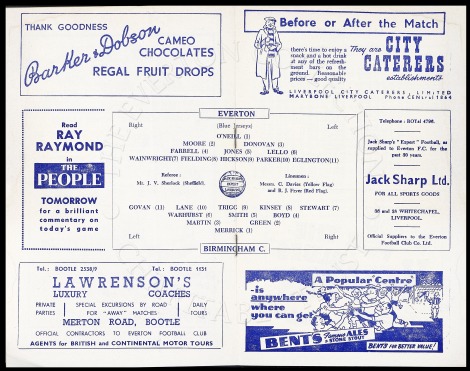 THANK GOODNESS
Barker & Dobson
CAMEO
CHOCOLATES
REGAL FRUIT DROPS
Before or After the Match
there's time to enjoy a
snack and a hot drink
at any of the refresh-
ment bars on the
ground. Reasonable
prices — good quality
They are CITY
CATERERS
establishments
LIVERPOOL CITY CATERERS, LIMITED
MARYBONE LIVERPOOL Phone CENtral 1864
Read
RAY
RAYMOND
in
THE
PEOPLE
TOMORROW
for a brilliant
commentary on
today's game
EVERTON
Right (Blue Jerseys) Left
O'NEILL (1)
MOORE (2) DONOVAN (3)
FARRELL (4) JONES (5) LELLO (6)
WAINWRIGHT(7) FIELDING(8) HICKSON(9) PARKER(10) EGLINGTON(11)
Referee :
Mr. J. V. Sherlock (Sheffield).
Linesmen :
Messrs. C. Davies (Yellow Flag)
and R. J. Frere (Red Flag).
GOVAN (11) LANE (10) TRIGG (9) KINSEY (8) STEWART (7)
WARHURST (6) SMITH (5) BOYD (4)
MARTIN (3) GREEN (2)
MERRICK (1)
Left Right
BIRMINGHAM C.
Telephone : ROYAl 4796.
Jack Sharp's "Expert" Football, as
supplied to Everton F.C. for the
past 20 years.
Jack Sharp Ltd.
FOR ALL SPORTS GOODS
36 and 38 WHITECHAPEL,
LIVERPOOL
Official Suppliers to the Everton
Football Club Co. Ltd.
Tel.: BOOTLE 2538/9 Tel.: BOOTLE 1151
LAWRENSON'S
LUXURY COACHES
PRIVATE SPECIAL EXCURSIONS BY ROAD DAILY
PARTIES FOR "AWAY" MATCHES TOURS
MERTON ROAD, BOOTLE
OFFICIAL CONTRACTORS TO EVERTON FOOTBALL CLUB
AGENTS for BRITISH and CONTINENTAL MOTOR TOURS
A Popular 'Centre'
-is
anywhere
where
you can get
BENTS Famous ALES
& STONE STOUT
BENTS for BETTER VALUE!